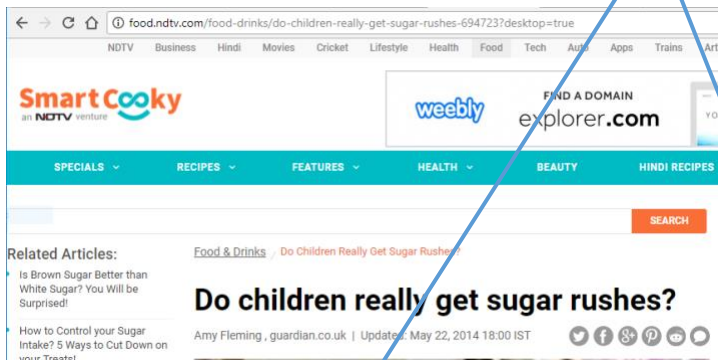 food.ndtv.com/food-drinks/do-children-really-get-sugar-rushes-694723?desktop=true
NDTV Business Hindi Movies Cricket Lifestyle Health Food Tech Auto Apps Trains Art
Smart Cooky
an NDTV venture
weebly
FIND A DOMAIN
explorer.com
YO
SPECIALS RECIPES FEATURES HEALTH BEAUTY HINDI RECIPES
SEARCH
Related Articles:
Is Brown Sugar Better than
White Sugar? You Will be
Surprised!
How to Control your Sugar
Intake? 5 Ways to Cut Down on
your Treats!
Food & Drinks / Do Children Really Get Sugar Rushes?
Do children really get sugar rushes?
Amy Fleming , guardian.co.uk | Updated: May 22, 2014 18:00 IST